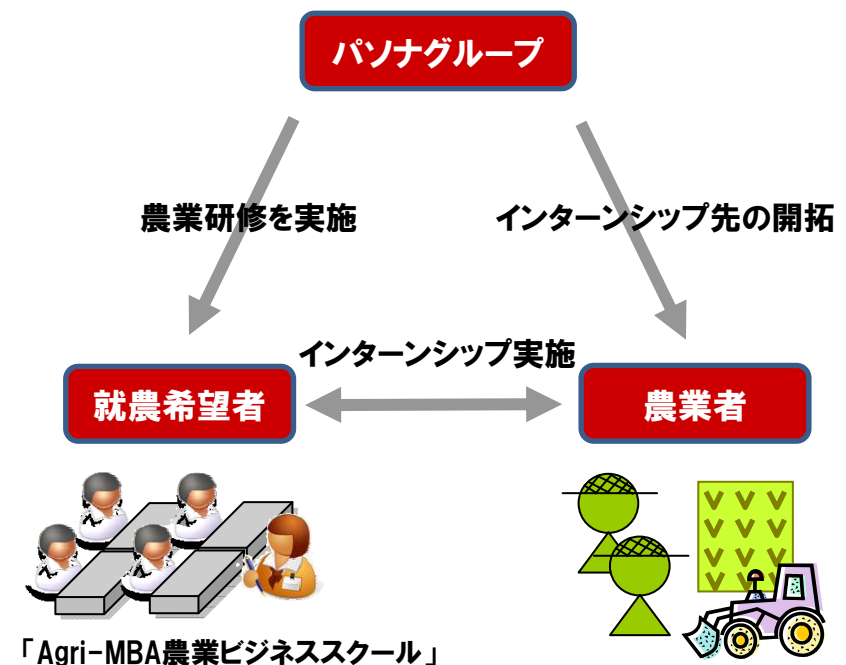 パソナグループ
農業研修を実施
インターンシップ先の開拓
インターンシップ実施
就農希望者
農業者
「Agri-MBA農業ビジネススクール」